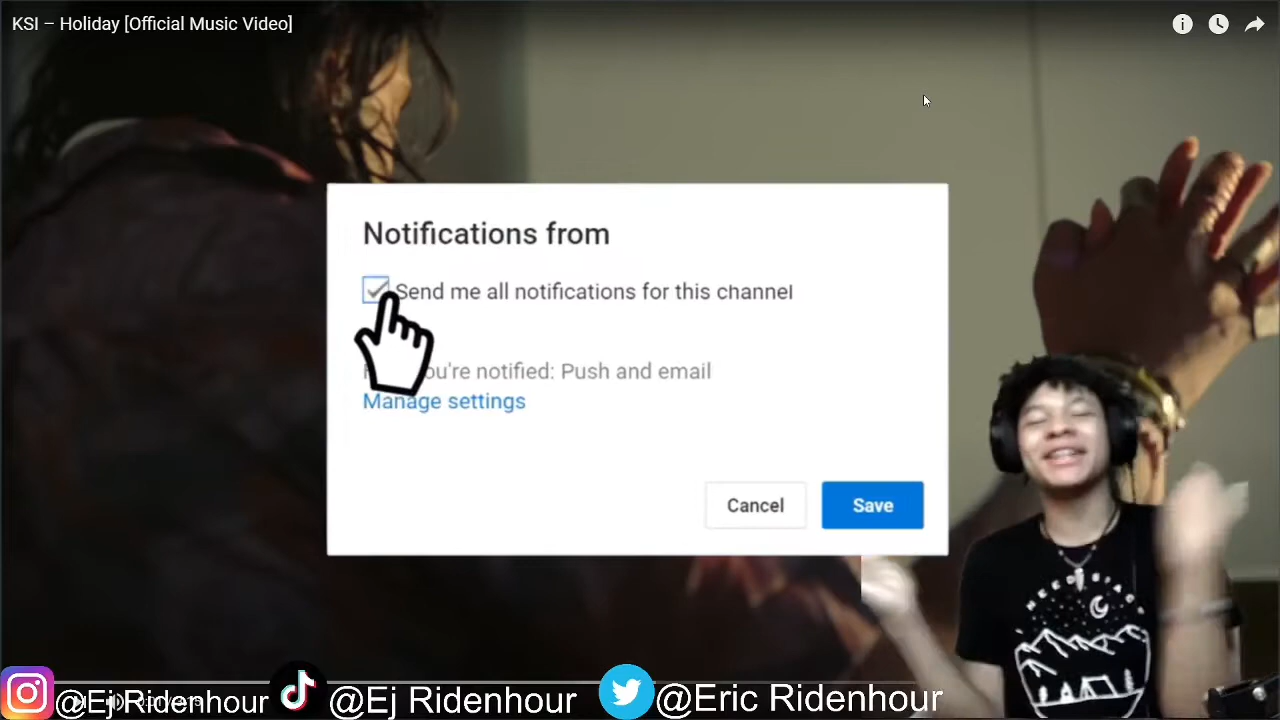 KSI – Holiday [Official Music Video]
Notifications from
Send me all notifications for this channel
you're notified: Push and email
Manage settings
Cancel
Save
@Ej Ridenhour
@Ej Ridenhour
@Eric Ridenhour